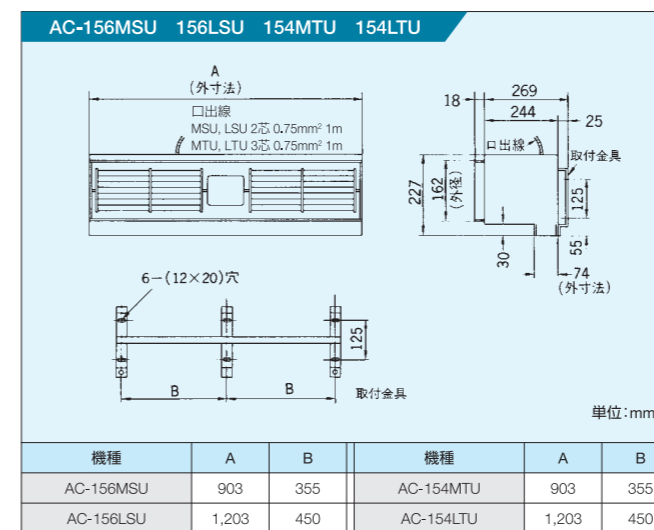 AC-156MSU 156LSU 154MTU 154LTU
A
(外寸法)
口出線
MSU, LSU 2芯 0.75mm² 1m
MTU, LTU 3芯 0.75mm² 1m
18
269
244
25
口出線
取付金具
227
162
(外径)
125
30
55
74
(外寸法)
6-(12×20)穴
125
B
B
取付金具
単位:mm
機種 A B 機種 A B
AC-156MSU 903 355 AC-154MTU 903 355
AC-156LSU 1,203 450 AC-154LTU 1,203 450